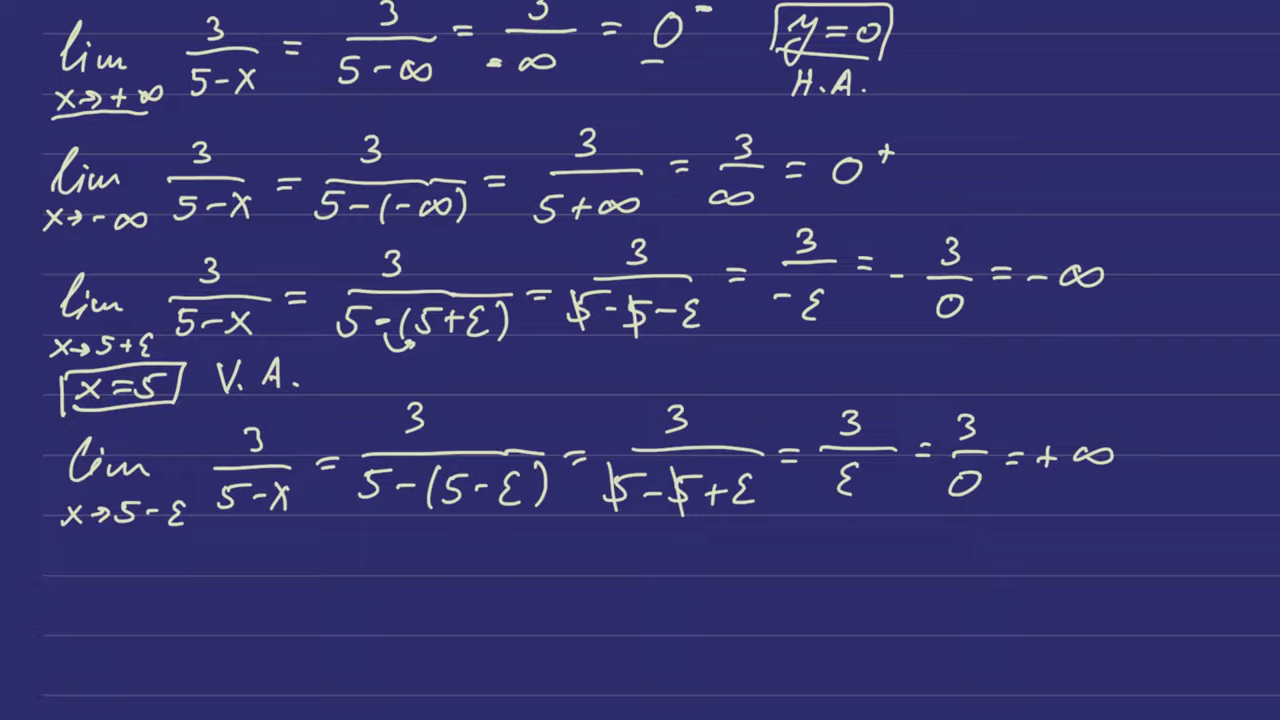 lim x→+∞ 3/(5-x) = 3/(5-∞) = 3/-∞ = 0⁻ y=0
H.A.
lim x→-∞ 3/(5-x) = 3/(5-(-∞)) = 3/(5+∞) = 3/∞ = 0⁺
lim x→5+ε 3/(5-x) = 3/(5-(5+ε)) = 3/(5-5-ε) = 3/-ε = - 3/0 = -∞
x=5 V.A.
lim x→5-ε 3/(5-x) = 3/(5-(5-ε)) = 3/(5-5+ε) = 3/ε = 3/0 = +∞